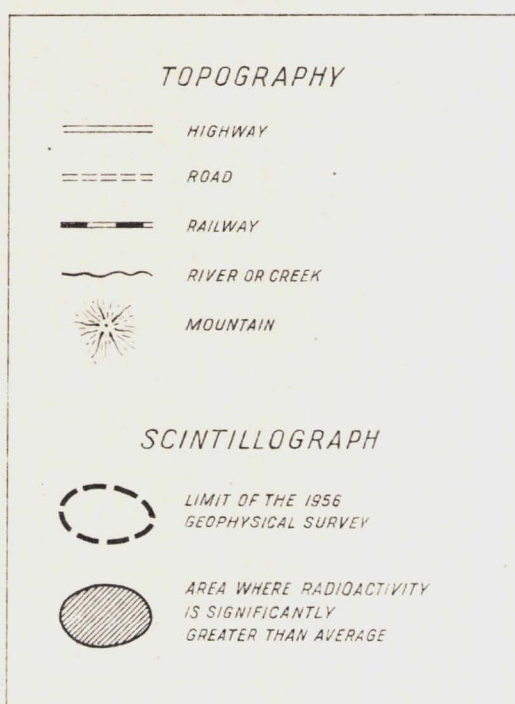 TOPOGRAPHY
HIGHWAY
ROAD
RAILWAY
RIVER OR CREEK
MOUNTAIN
SCINTILLOGRAPH
LIMIT OF THE 1956
GEOPHYSICAL SURVEY
AREA WHERE RADIOACTIVITY
IS SIGNIFICANTLY
GREATER THAN AVERAGE